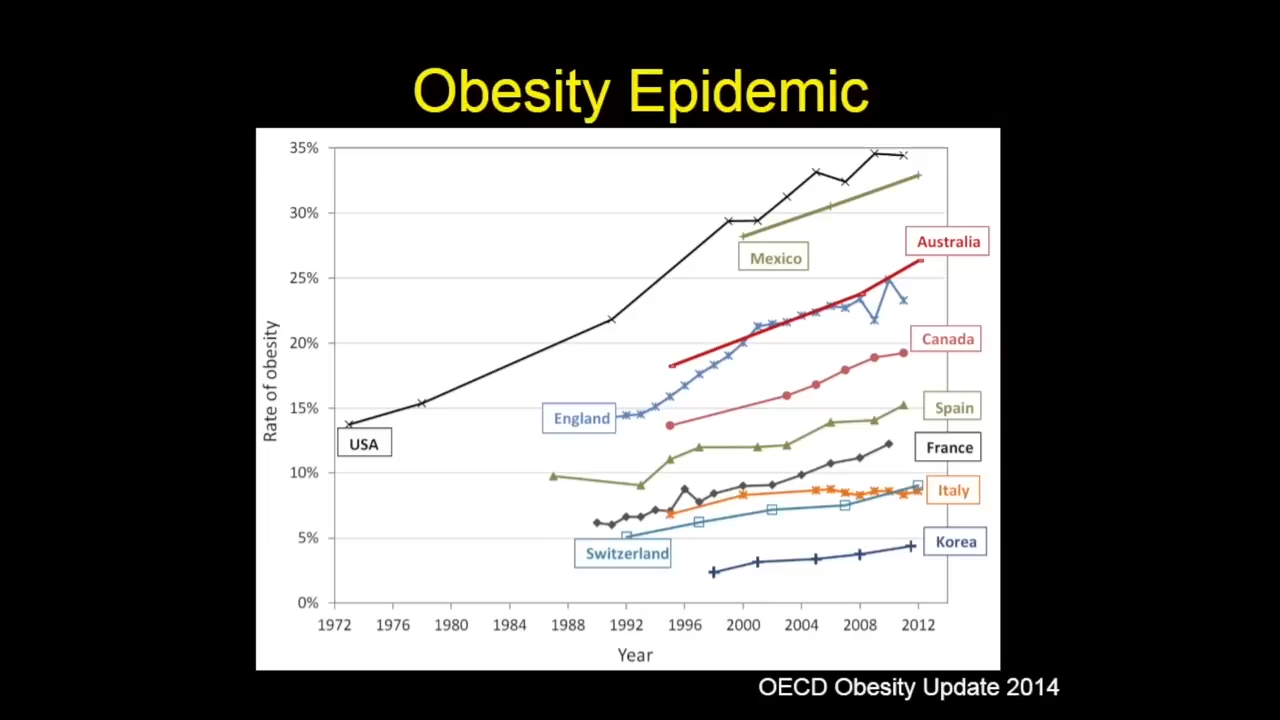 Obesity Epidemic
35%
30%
25%
20%
15%
10%
5%
0%
Rate of obesity
1972 1976 1980 1984 1988 1992 1996 2000 2004 2008 2012
Year
USA
Mexico
Australia
England
Canada
Spain
France
Italy
Switzerland
Korea
OECD Obesity Update 2014